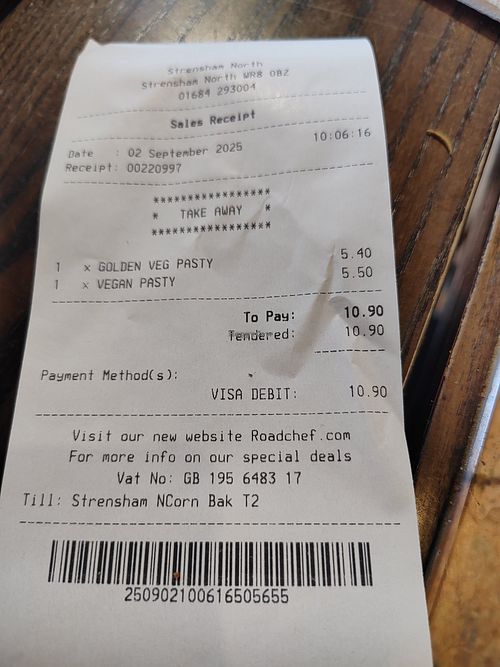 Strensham North
Strensham North WR8 0BZ
01684 293004
Sales Receipt
10:06:16
Date : 02 September 2025
Receipt: 00220997
*****************
* TAKE AWAY *
*****************
1 x GOLDEN VEG PASTY 5.40
1 x VEGAN PASTY 5.50
To Pay: 10.90
Tendered: 10.90
Payment Method(s):
VISA DEBIT: 10.90
Visit our new website Roadchef.com
For more info on our special deals
Vat No: GB 195 6483 17
Till: Strensham NCorn Bak T2
250902100616505655